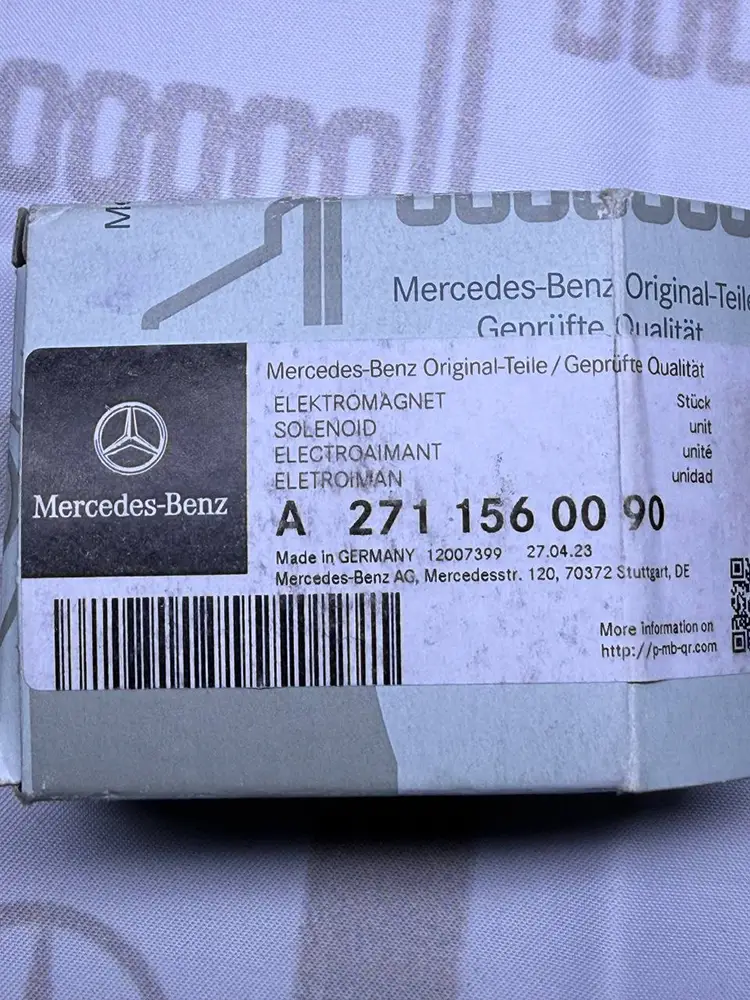 Me
Mercedes-Benz Original-Teile
Geprüfte Qualität
Mercedes-Benz Original-Teile / Geprüfte Qualität
ELEKTROMAGNET Stück
SOLENOID unit
ELECTROAIMANT unité
ELETROIMAN unidad
Mercedes-Benz
A 271 156 00 90
Made in GERMANY 12007399 27.04.23
Mercedes-Benz AG, Mercedesstr. 120, 70372 Stuttgart, DE
More information on
http://p-mb-qr.com